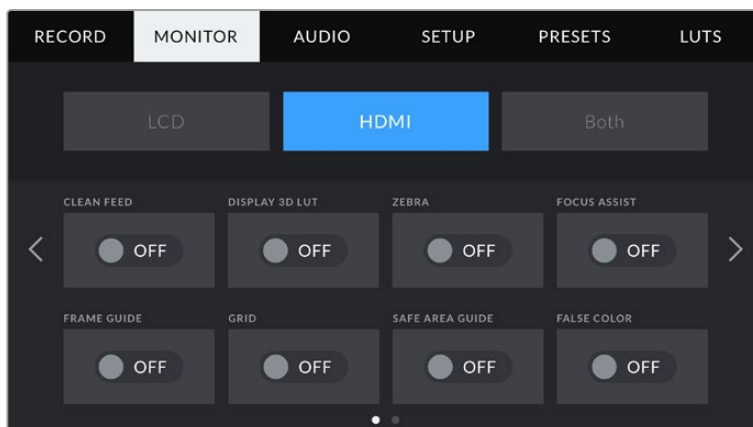 RECORD MONITOR AUDIO SETUP PRESETS LUTS
LCD HDMI Both
CLEAN FEED DISPLAY 3D LUT ZEBRA FOCUS ASSIST
OFF OFF OFF OFF
FRAME GUIDE GRID SAFE AREA GUIDE FALSE COLOR
OFF OFF OFF OFF